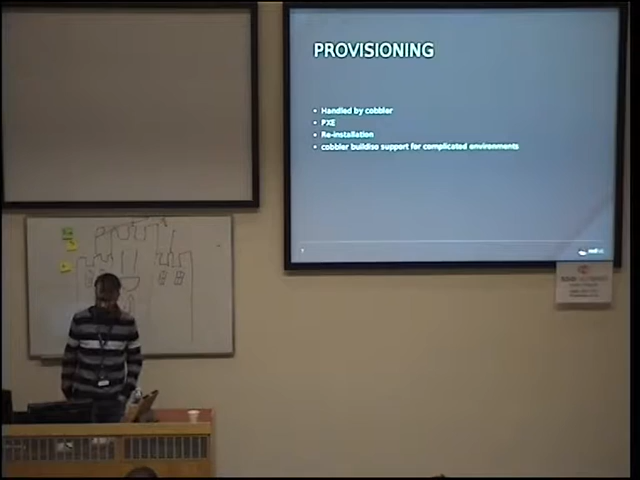 PROVISIONING
• Handled by cobbler
• PXE
• Re-installation
• cobbler buildiso support for complicated environments